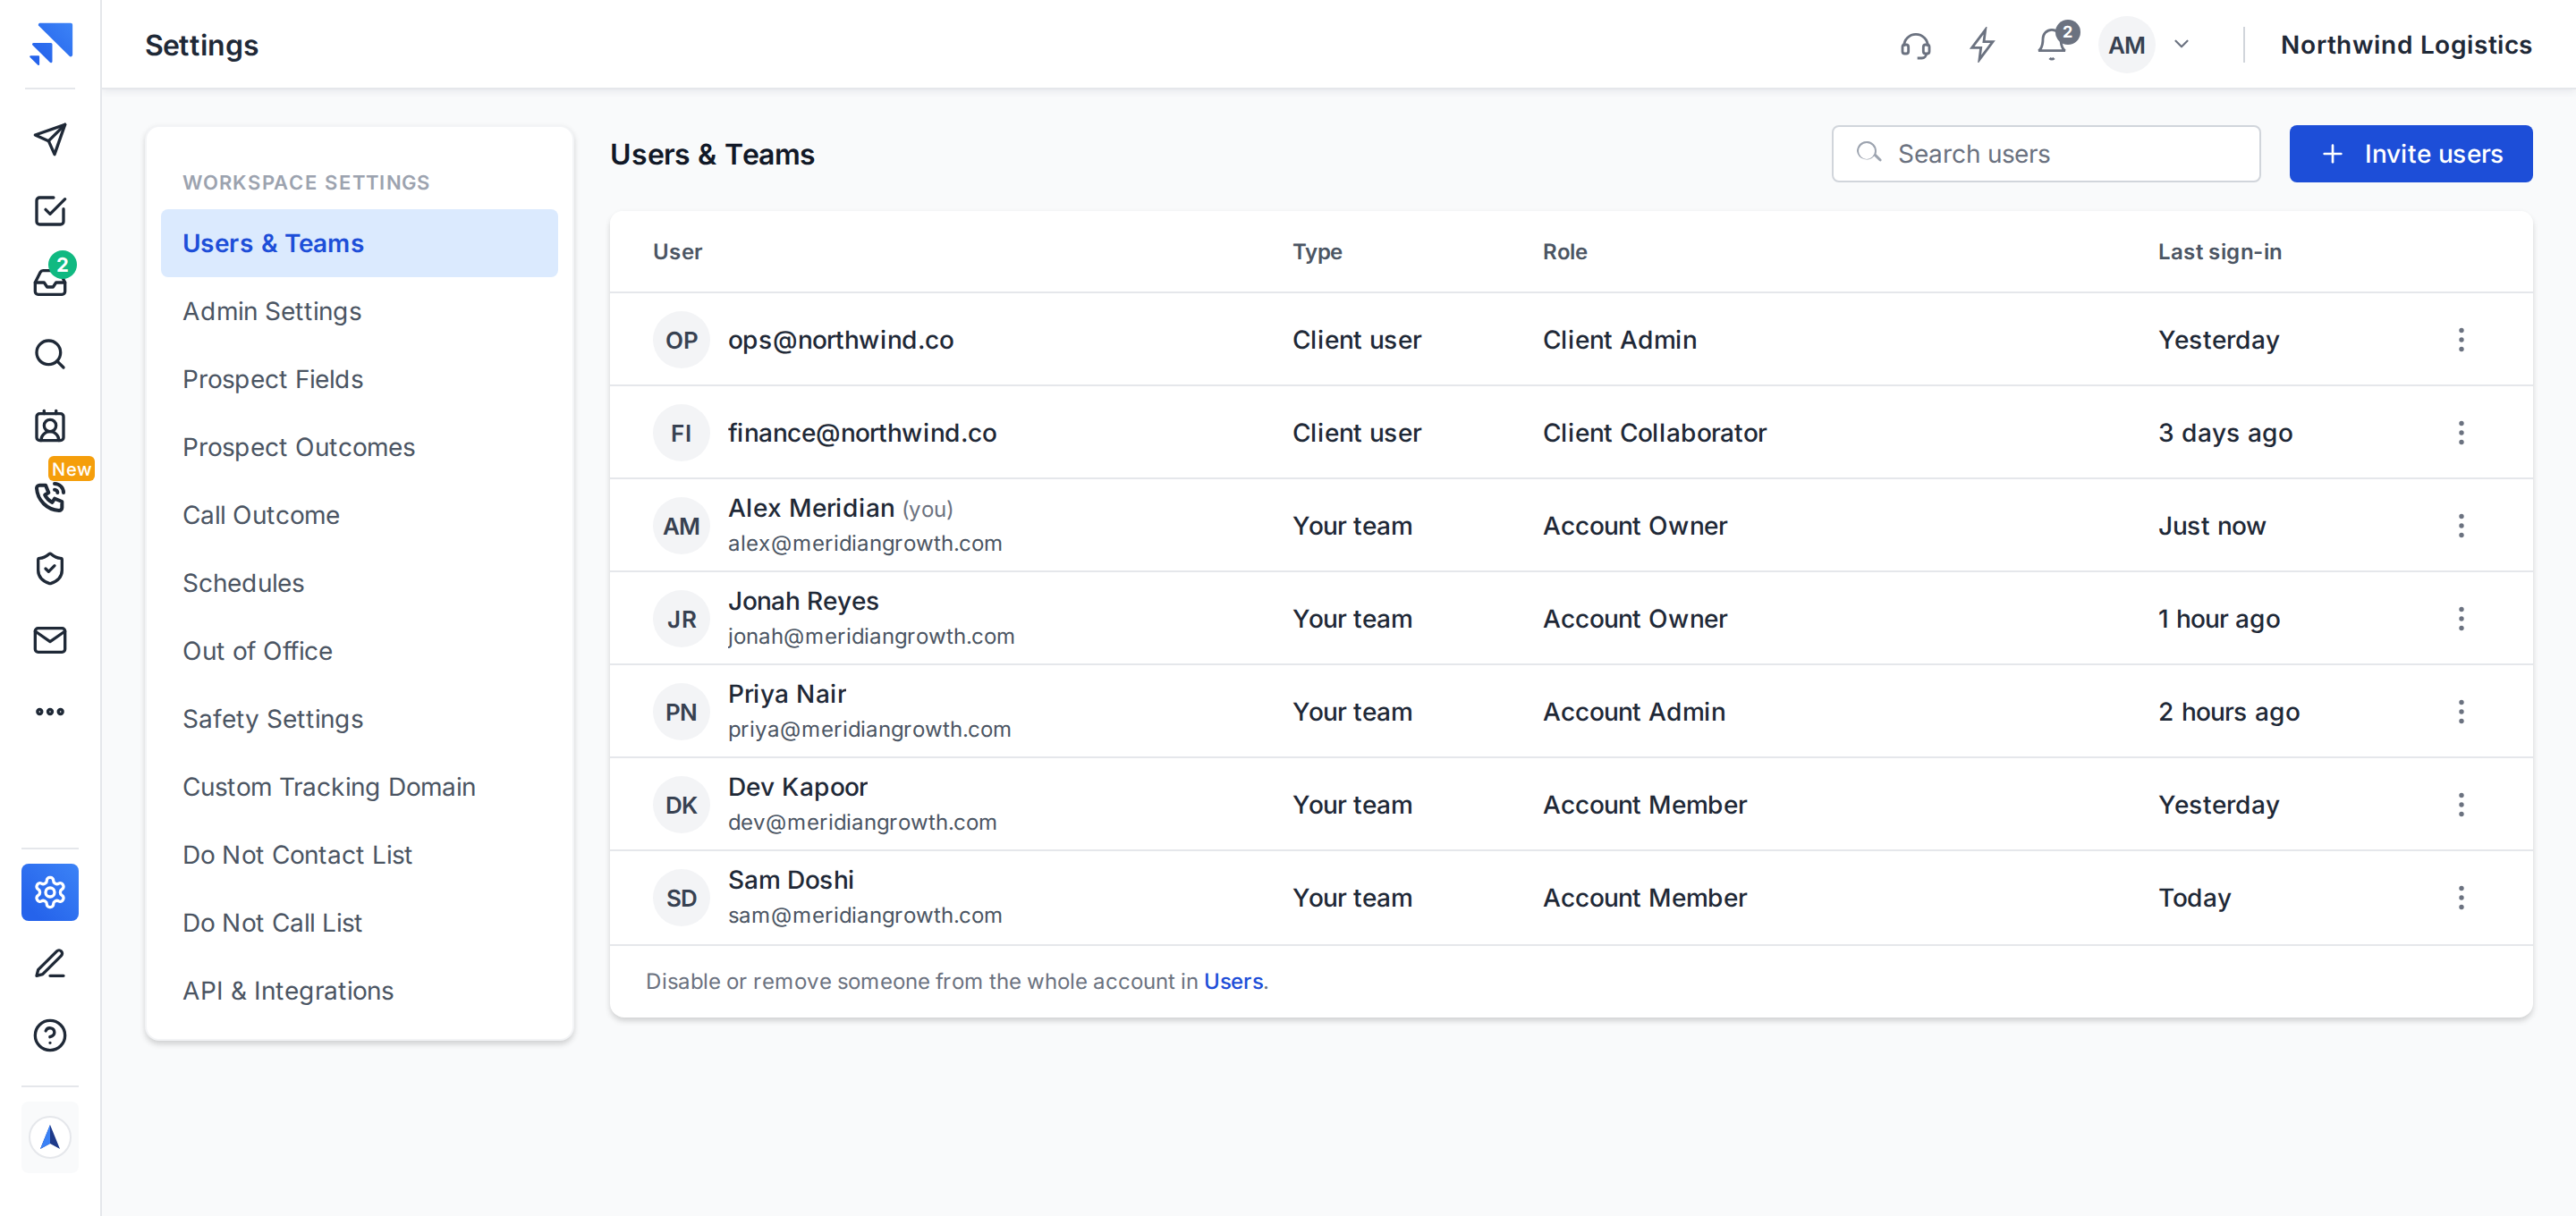 Settings
2
AM
Northwind Logistics
2
New
WORKSPACE SETTINGS
Users & Teams
Admin Settings
Prospect Fields
Prospect Outcomes
Call Outcome
Schedules
Out of Office
Safety Settings
Custom Tracking Domain
Do Not Contact List
Do Not Call List
API & Integrations
Users & Teams
Search users
Invite users
User Type Role Last sign-in
OP ops@northwind.co Client user Client Admin Yesterday
FI finance@northwind.co Client user Client Collaborator 3 days ago
AM Alex Meridian (you) Your team Account Owner Just now
alex@meridiangrowth.com
JR Jonah Reyes Your team Account Owner 1 hour ago
jonah@meridiangrowth.com
PN Priya Nair Your team Account Admin 2 hours ago
priya@meridiangrowth.com
DK Dev Kapoor Your team Account Member Yesterday
dev@meridiangrowth.com
SD Sam Doshi Your team Account Member Today
sam@meridiangrowth.com
Disable or remove someone from the whole account in Users.